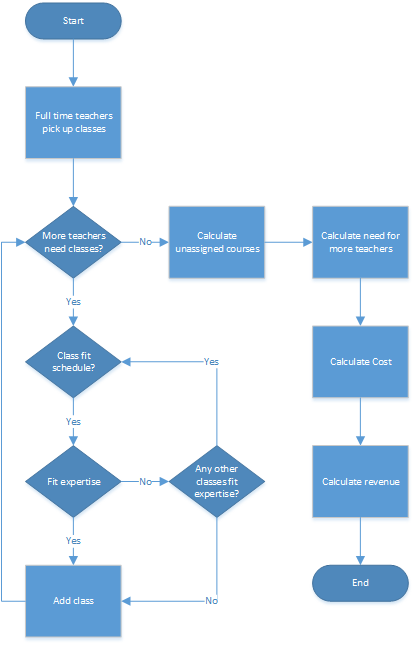 Start
Full time teachers
pick up classes
More teachers
need classes?
No
Calculate
unassigned courses
Calculate need for
more teachers
Yes
Class fit
schedule?
Yes
Calculate Cost
Yes
Fit expertise
No
Any other
classes fit
expertise?
Calculate revenue
Yes
Add class
No
End